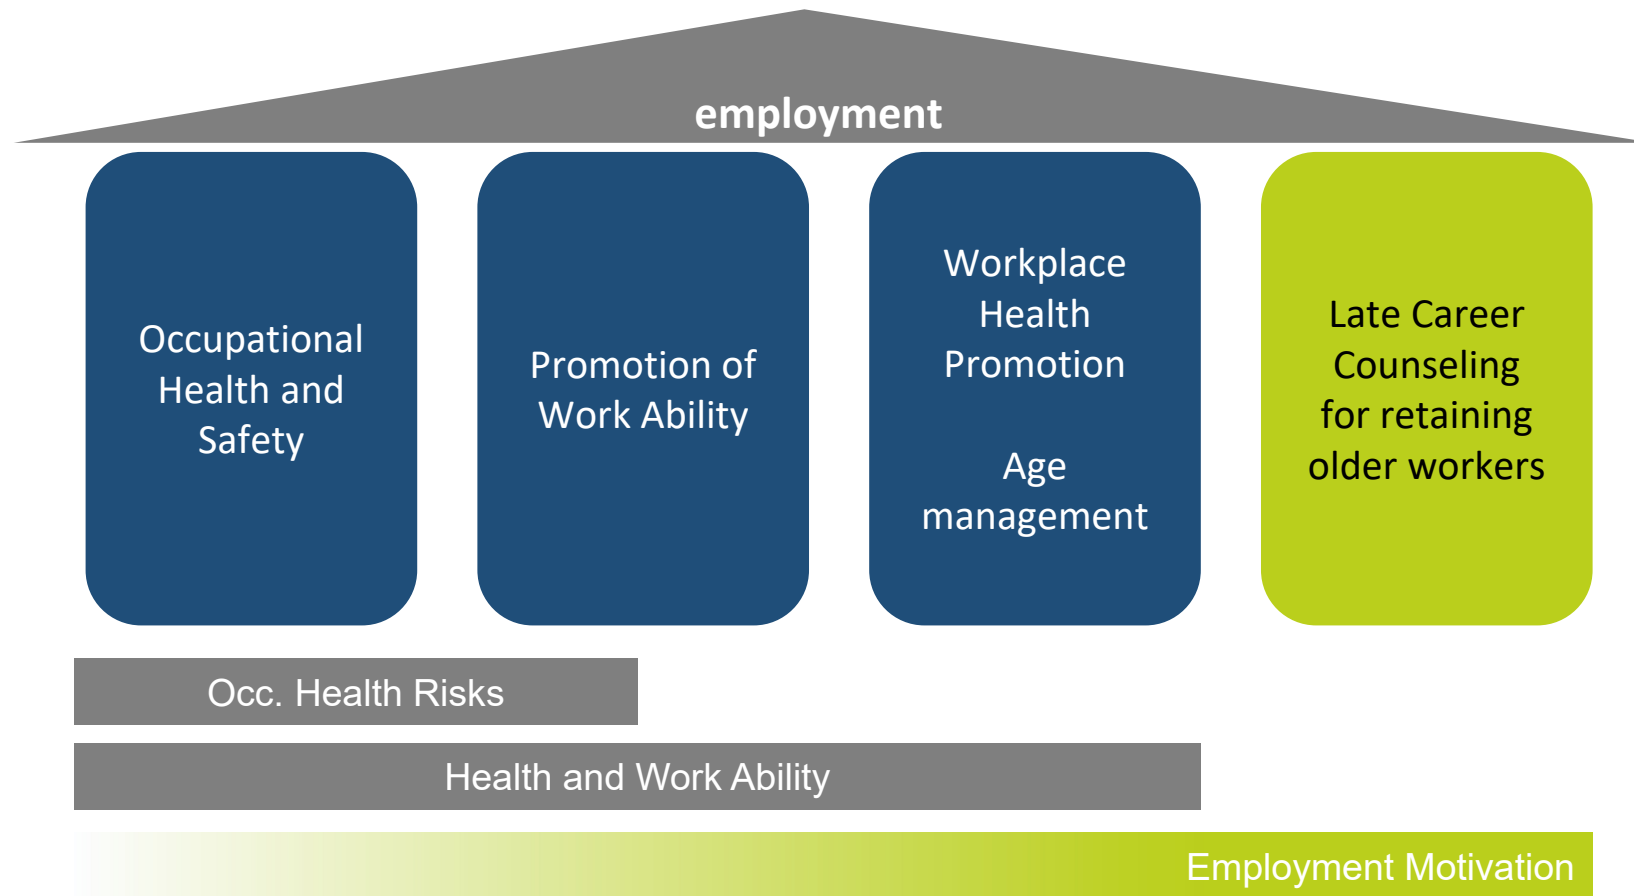 employment
Occupational
Health and
Safety
Promotion of
Work Ability
Workplace
Health
Promotion
Age
management
Late Career
Counseling
for retaining
older workers
Occ. Health Risks
Health and Work Ability
Employment Motivation